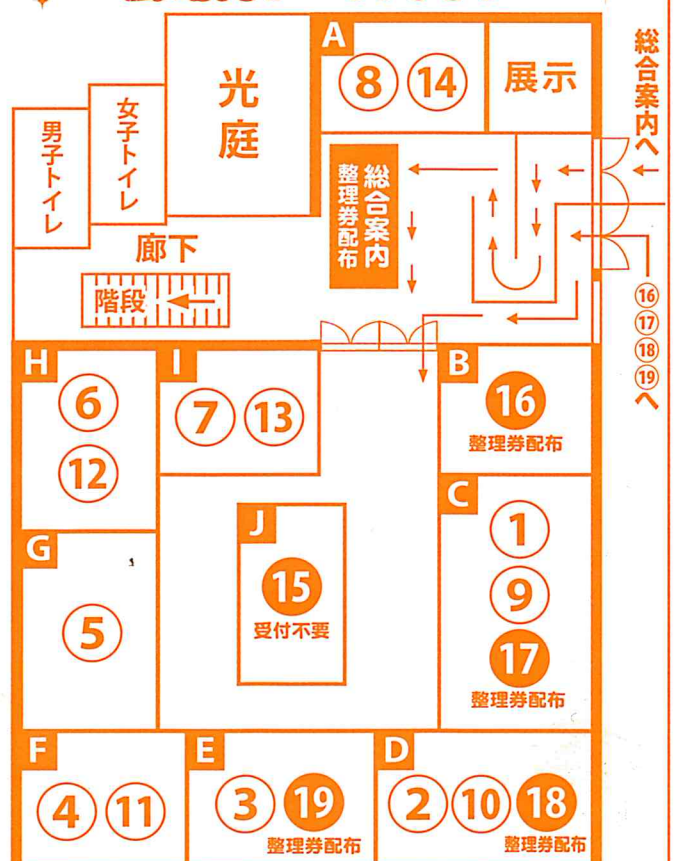 A
⑧ ⑭
展示
光庭
女子トイレ
男子トイレ
総合案内
整理券配布
総合案内へ
⑯
⑰
⑱
⑲
へ
廊下
階段
H
⑥
⑫
I
⑦ ⑬
B
⑯
整理券配布
C
①
⑨
⑰
整理券配布
G
⑤
J
⑮
受付不要
F
④ ⑪
E
③ ⑲
整理券配布
D
② ⑩ ⑱
整理券配布